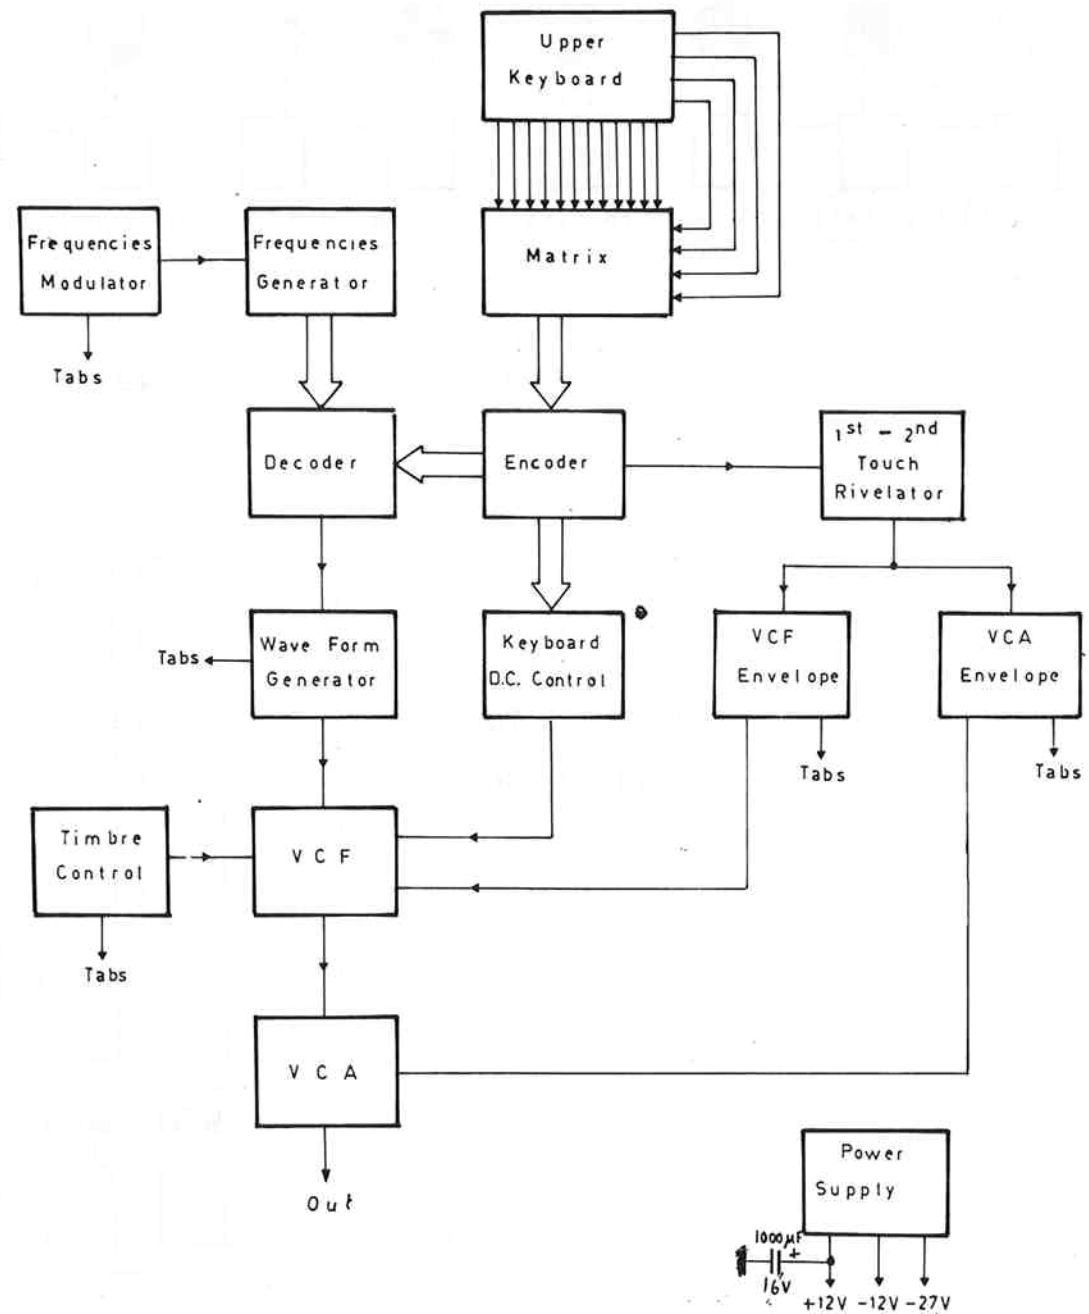 Upper
Keyboard
Matrix
Frequencies
Modulator
Tabs
Frequencies
Generator
Decoder
Encoder
1st - 2nd
Touch
Rivelator
Wave Form
Generator
Tabs
Keyboard
D.C. Control
VCF
Envelope
Tabs
VCA
Envelope
Tabs
Timbre
Control
Tabs
VCF
VCA
Out
Power
Supply
1000µF
+
16V
+12V -12V -27V